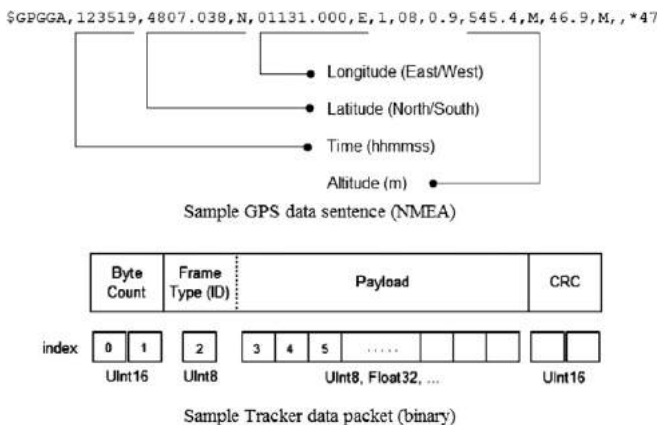 $GPGGA,123519,4807.038,N,01131.000,E,1,08,0.9,545.4,M,46.9,M,,*47
Longitude (East/West)
Latitude (North/South)
Time (hhmmss)
Altitude (m)
Sample GPS data sentence (NMEA)
Byte Count
Frame Type (ID)
Payload
CRC
index 0 1 2 3 4 5 .....
UInt16 UInt8 UInt8, Float32, ... UInt16
Sample Tracker data packet (binary)